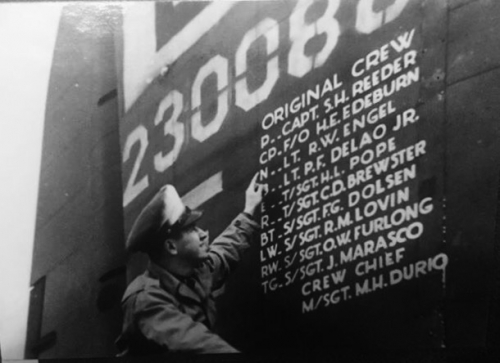 230088
ORIGINAL CREW
P-- CAPT. S.H. REEDER
CP-F/O H.E. EDEBURN
N--LT. R.W. ENGEL
LT. P.F. DELAO JR.
T/SGT. H.L. POPE
R--T/SGT. C.D. BREWSTER
BT-S/SGT. F.G. DOLSEN
LW.S/SGT. R.M. LOVIN
RW.S/SGT. O.W. FURLONG
TG-S/SGT. J. MARASCO
CREW CHIEF
M/SGT. M.H. DURIO